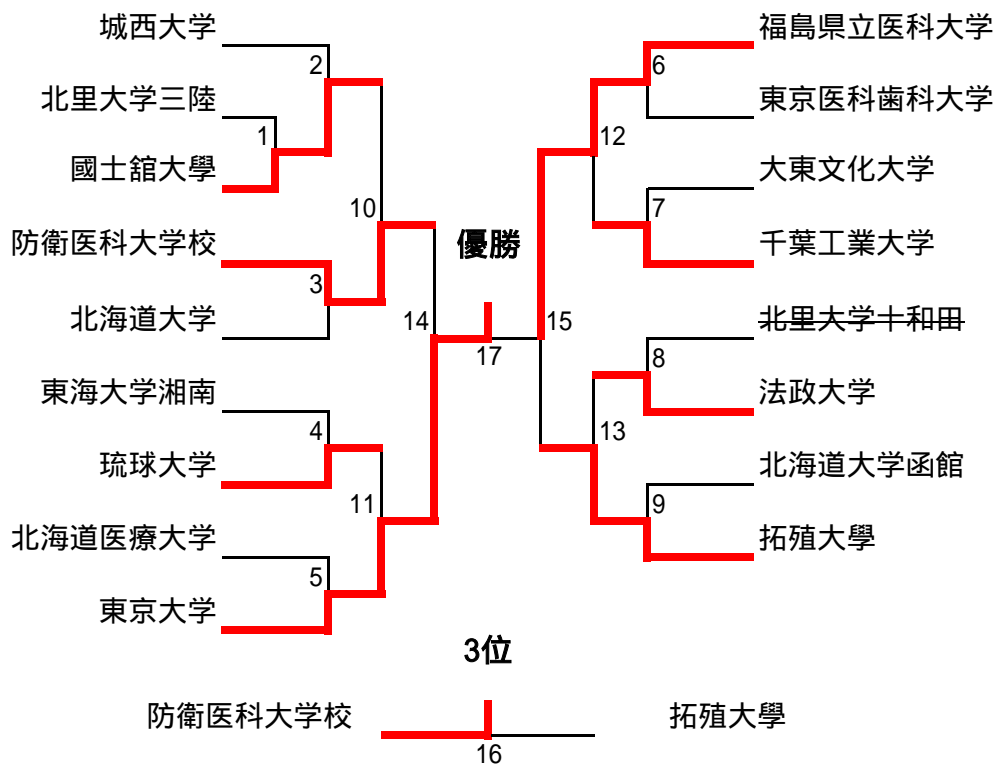 城西大学
北里大学三陸
國士舘大學
防衛医科大学校
北海道大学
東海大学湘南
琉球大学
北海道医療大学
東京大学
2
1
10
3
14
4
11
5
優勝
17
15
福島県立医科大学
東京医科歯科大学
大東文化大学
千葉工業大学
北里大学十和田
法政大学
北海道大学函館
拓殖大學
6
12
7
8
13
9
3位
防衛医科大学校
拓殖大學
16